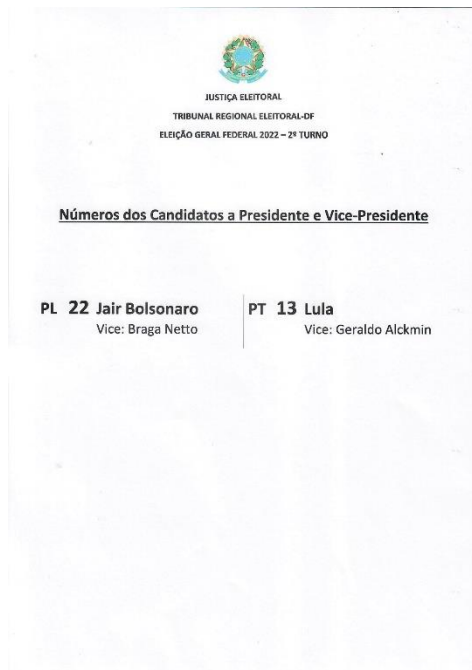 JUSTIÇA ELEITORAL
TRIBUNAL REGIONAL ELEITORAL-DF
ELEIÇÃO GERAL FEDERAL 2022 – 2º TURNO
Números dos Candidatos a Presidente e Vice-Presidente
PL 22 Jair Bolsonaro
Vice: Braga Netto
PT 13 Lula
Vice: Geraldo Alckmin